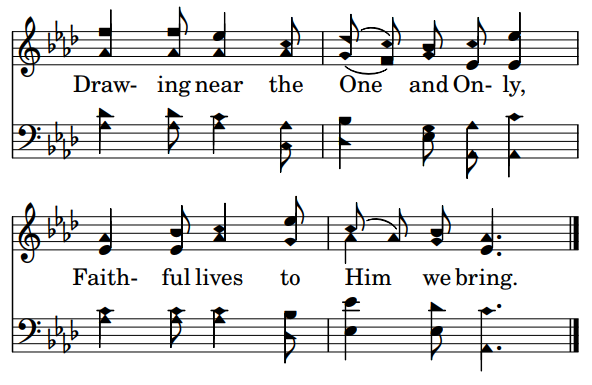 Draw- ing near the One and On- ly,
Faith- ful lives to Him we bring.